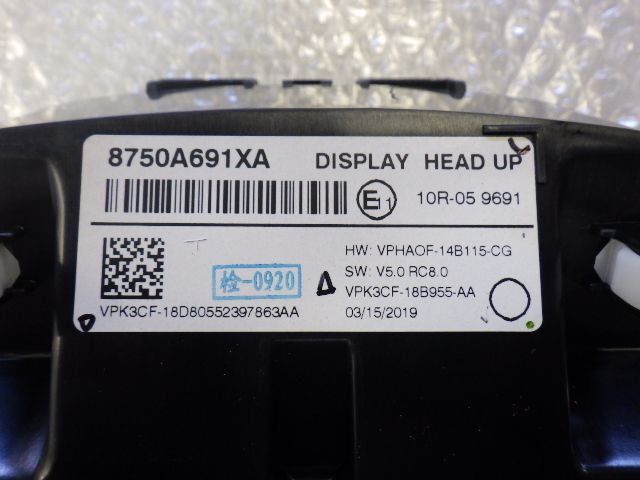 8750A691XA DISPLAY HEAD UP
E11 10R-05 9691
HW: VPHAOF-14B115-CG
SW: V5.0 RC8.0
検-0920
VPK3CF-18B955-AA
VPK3CF-18D80552397863AA
03/15/2019